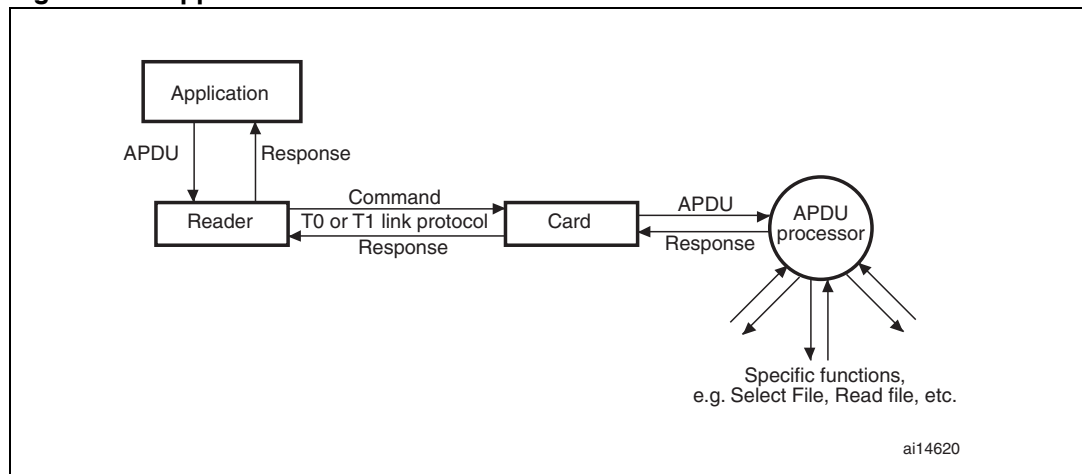 Application
APDU
Response
Reader
Command
T0 or T1 link protocol
Response
Card
APDU
Response
APDU
processor
Specific functions,
e.g. Select File, Read file, etc.
ai14620